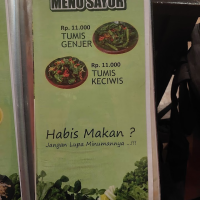 MENU SAYUR
Rp. 11.000
TUMIS
GENJER
Rp. 11.000
TUMIS
KECIWIS
Habis Makan ?
Jangan Lupa Minumannya ...!!!